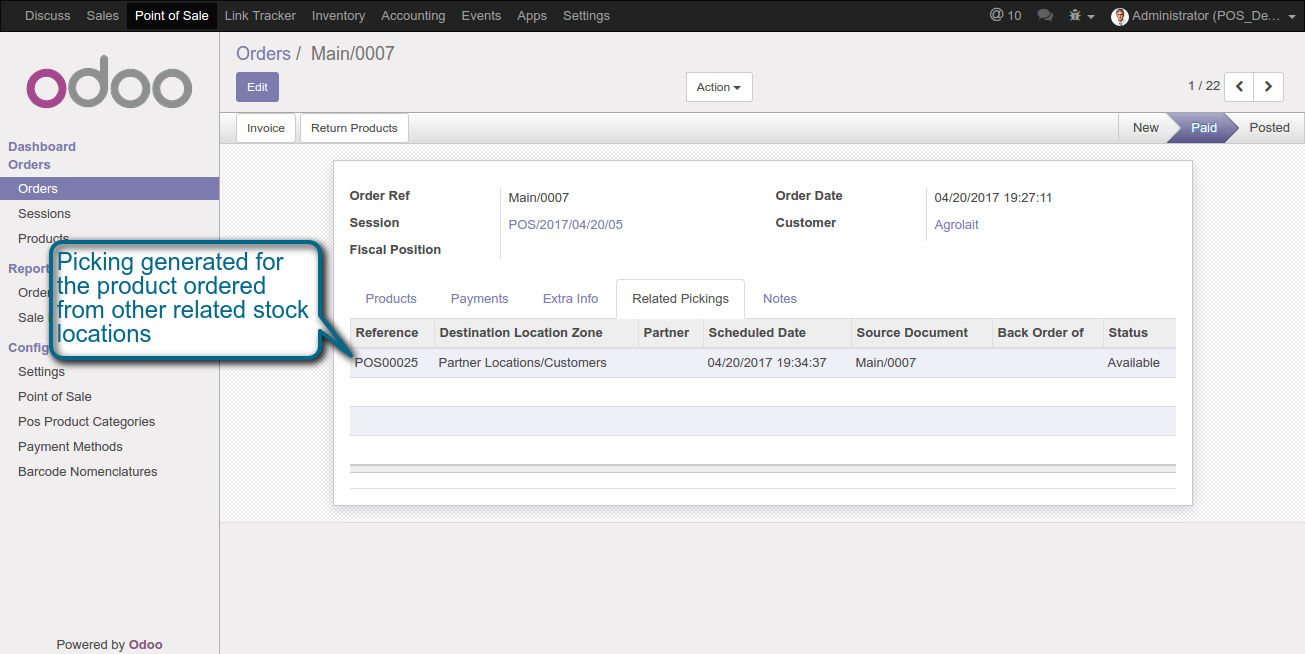 Discuss Sales Point of Sale Link Tracker Inventory Accounting Events Apps Settings @ 10 Administrator (POS_De...
odoo
Orders / Main/0007
Edit Action 1 / 22
Invoice Return Products New Paid Posted
Dashboard
Orders
Orders
Sessions
Products
Report
Order
Sale
Config
Settings
Point of Sale
Pos Product Categories
Payment Methods
Barcode Nomenclatures
Powered by Odoo
Picking generated for
the product ordered
from other related stock
locations
Order Ref Main/0007 Order Date 04/20/2017 19:27:11
Session POS/2017/04/20/05 Customer Agrolait
Fiscal Position
Products Payments Extra Info Related Pickings Notes
Reference Destination Location Zone Partner Scheduled Date Source Document Back Order of Status
POS00025 Partner Locations/Customers 04/20/2017 19:34:37 Main/0007 Available